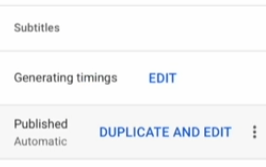 Subtitles
Generating timings EDIT
Published
Automatic
DUPLICATE AND EDIT